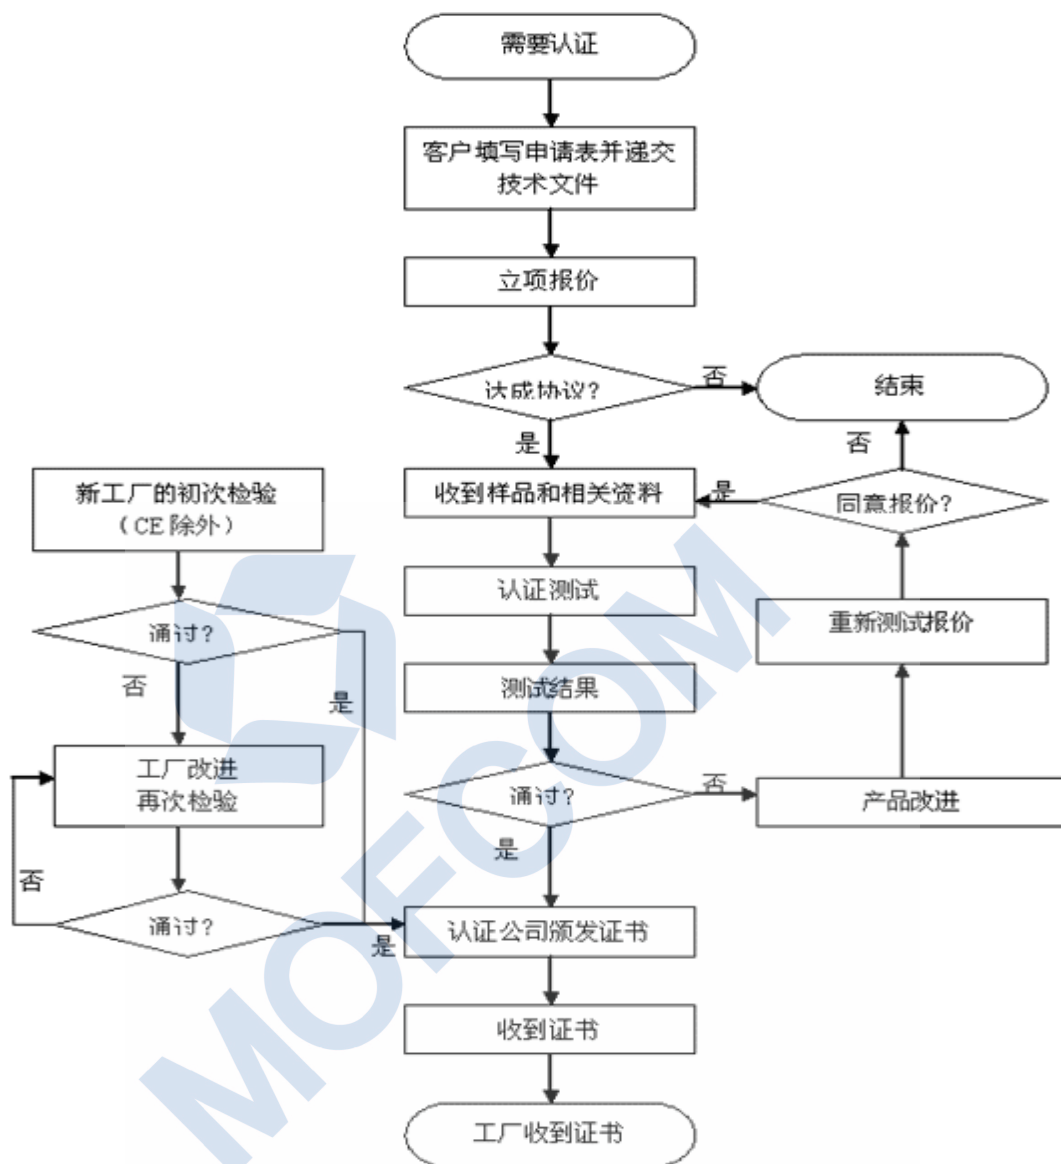 需要认证
客户填写申请表并递交
技术文件
立项报价
达成协议?
否
结束
是
否
新工厂的初次检验
(CE 除外)
收到样品和相关资料
是
同意报价?
认证测试
重新测试报价
通过?
否
是
测试结果
工厂改进
再次检验
通过?
否
产品改进
是
否
通过?
是
认证公司颁发证书
收到证书
工厂收到证书
MOFCOM